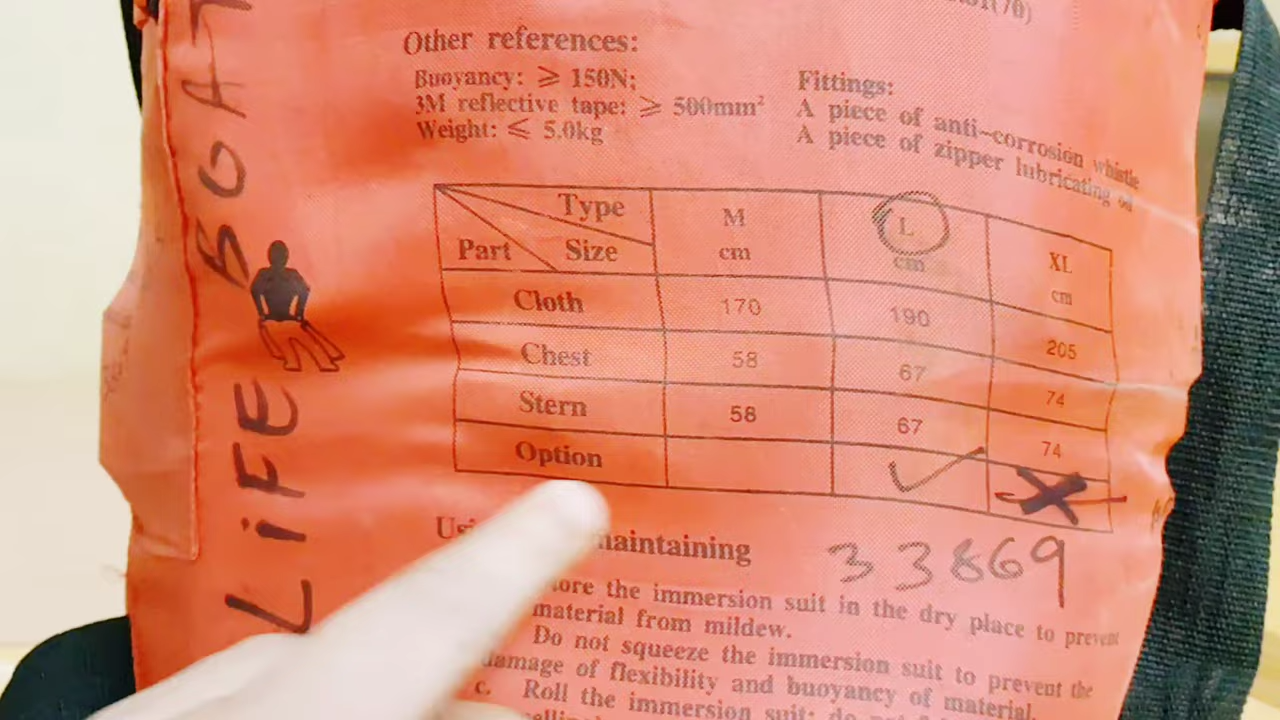 Other references:
Buoyancy: ⩾ 150N;
3M reflective tape: ⩾ 500mm²
Weight: ⩽ 5.0kg
Fittings:
A piece of anti-corrosion whistle
A piece of zipper lubricating oil
Type
Part Size
M cm
L cm
XL cm
Cloth 170 190 205
Chest 58 67 74
Stern 58 67 74
Option ✓ X
maintaining
33869
the immersion suit in the dry place to prevent
material from mildew.
Do not squeeze the immersion suit to prevent the
damage of flexibility and buoyancy of material.
c. Roll the immersion suit; do not
LiFE BOAT